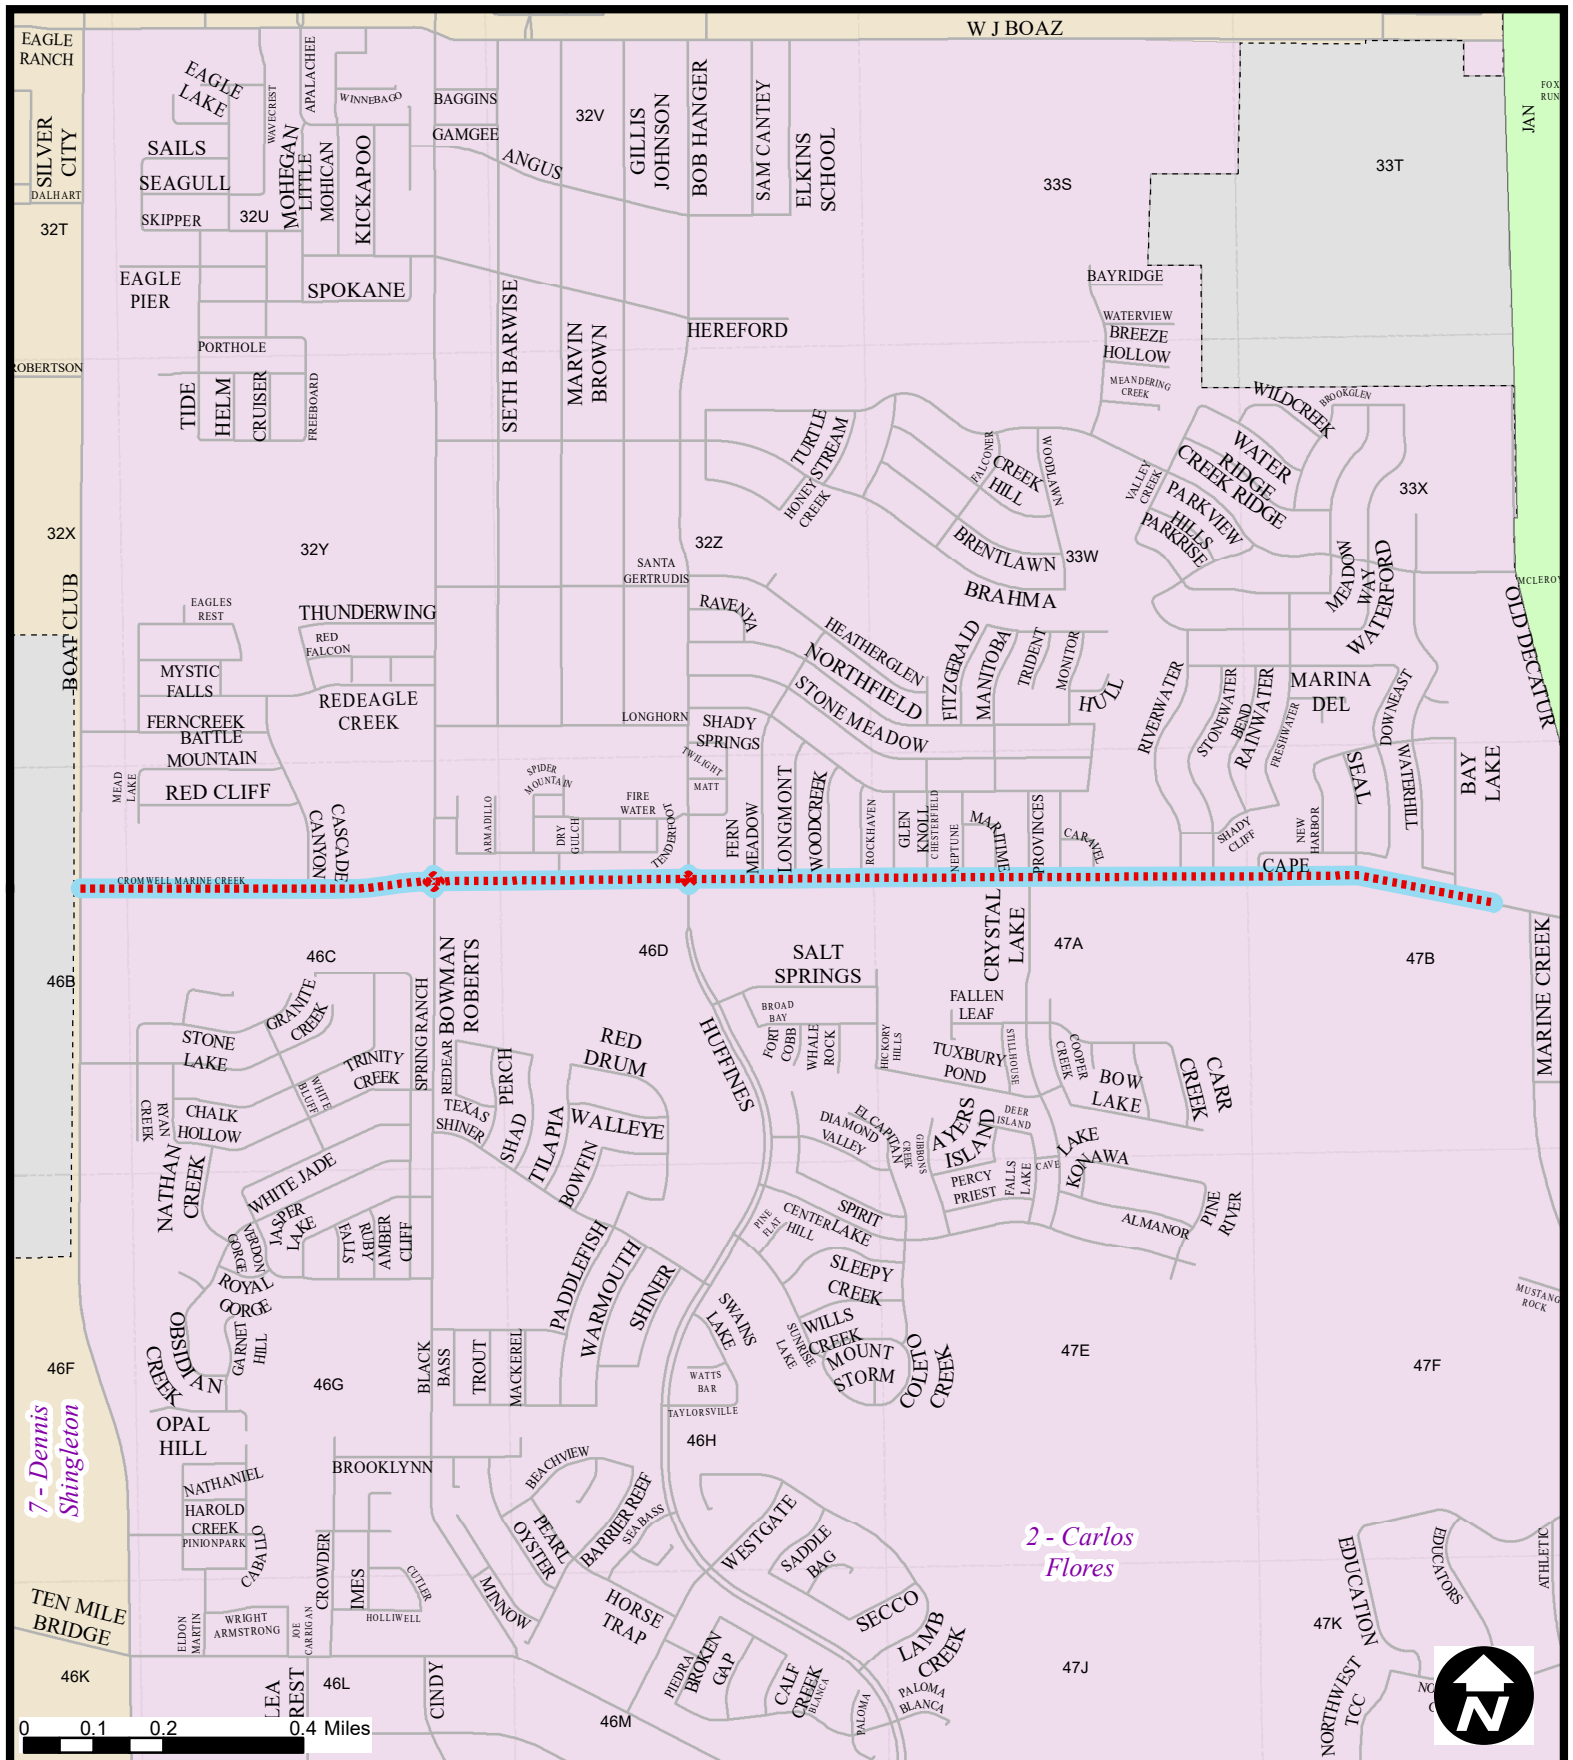 W J BOAZ
EAGLE
RANCH
EAGLE
LAKE
WAVECREST
APALACHEE
WINNEBAGO
BAGGINS
GAMGEE
ANGUS
32V
GILLIS
JOHNSON
BOB HANGER
SAM CANTEY
ELKINS
SCHOOL
33S
33T
JAN
FOX
RUN
SILVER
CITY
DALHART
SAILS
SEAGULL
SKIPPER
32U
MOHEGAN
LITTLE
MOHICAN
KICKAPOO
32T
EAGLE
PIER
SPOKANE
SETH BARWISE
MARVIN
BROWN
HEREFORD
BAYRIDGE
WATERVIEW
BREEZE
HOLLOW
MEANDERING
CREEK
ROBERTSON
PORTHOLE
TIDE
HELM
CRUISER
FREEBOARD
TURTLE
STREAM
HONEY
CREEK
FALCONER
CREEK
HILL
WOODLAWN
VALLEY
CREEK
WILDCREEK
BROOKGLEN
WATER
RIDGE
CREEK RIDGE
PARKVIEW
HILLS
PARKRISE
33X
32X
32Y
32Z
33W
SANTA
GERTRUDIS
BRENTLAWN
BRAHMA
MEADOW
WAY
WATERFORD
MCLEROY
OLD DECATUR
BOAT CLUB
EAGLES
REST
THUNDERWING
RED
FALCON
MYSTIC
FALLS
REDEAGLE
CREEK
RAVENYA
HEATHERGLEN
NORTHFIELD
STONE MEADOW
FITZGERALD
MANITOBA
TRIDENT
MONITOR
HULL
RIVERWATER
STONEWATER
BEND
RAINWATER
FRESHWATER
MARINA
DEL
DOWNEAST
FERNCREEK
BATTLE
MOUNTAIN
MEAD
LAKE
RED CLIFF
CANYON
CASCADE
LONGHORN
SHADY
SPRINGS
TWILIGHT
MATT
SPIDER
MOUNTAIN
ARMADILLO
DRY
GULCH
FIRE
WATER
TENDERFOOT
FERN
MEADOW
LONGMONT
WOODCREEK
ROCKHAVEN
GLEN
KNOLL
CHESTERFIELD
NEPTUNE
MARITIME
PROVINCES
CARAVEL
SHADY
CLIFF
NEW
HARBOR
SEAL
WATERHILL
BAY
LAKE
CAPE
CROMWELL MARINE CREEK
46B
46C
46D
47A
47B
BOWMAN
ROBERTS
SPRING RANCH
SALT
SPRINGS
CRYSTAL
LAKE
MARINE CREEK
GRANITE
CREEK
STONE
LAKE
TRINITY
CREEK
WHITE
BLUFF
RYAN
CREEK
CHALK
HOLLOW
NATHAN
CREEK
WHITE JADE
REDEAR
PERCH
TEXAS
SHINER
SHAD
TILAPIA
RED
DRUM
WALLEYE
BOWFIN
HUFFINES
BROAD
BAY
FORT
COBB
WHALE
ROCK
HICKORY
HILLS
FALLEN
LEAF
TUXBURY
POND
STILLHOUSE
COOPER
CREEK
BOW
LAKE
CARR
CREEK
DIAMOND
VALLEY
EL CAPITAN
GIBBONS
CREEK
AYERS
ISLAND
DEER
ISLAND
PERCY
PRIEST
FALLS
LAKE
CAVE
LAKE
KONAWA
ALMANOR
PINE
RIVER
VERDON
GORGE
JASPER
LAKE
FALLS
RUBY
AMBER
CLIFF
ROYAL
GORGE
GARNET
HILL
OBSIDIAN
CREEK
PINE
FLAT
SPIRIT
LAKE
CENTER
HILL
SLEEPY
CREEK
WILLS
CREEK
SUNRISE
LAKE
MOUNT
STORM
COLETO
CREEK
PADDLEFISH
WARMOUTH
SHINER
SWAINS
LAKE
WATTS
BAR
TAYLORSVILLE
BLACK
BASS
TROUT
MACKEREL
46F
46G
46H
47E
47F
MUSTANG
ROCK
7 - Dennis
Shingleton
OPAL
HILL
NATHANIEL
HAROLD
CREEK
PINIONPARK
CABALLO
BROOKLYNN
CROWDER
IMES
CUTLER
HOLLIWELL
BEACHVIEW
PEARL
OYSTER
BARRIER REEF
SEA BASS
MINNOW
HORSE
TRAP
WESTGATE
SADDLE
BAG
SECCO
LAMB
CREEK
2 - Carlos
Flores
EDUCATION
EDUCATORS
ATHLETIC
TEN MILE
BRIDGE
ELDON
MARTIN
WRIGHT
ARMSTRONG
JOE
CARRIGAN
46K
46L
46M
47J
47K
LEA
REST
CINDY
PIEDRA
BROKEN
GAP
CALF
CREEK
BLANCA
PALOMA
PALOMA
BLANCA
NORTHWEST
TCC
NO
C
N
0 0.1 0.2 0.4 Miles